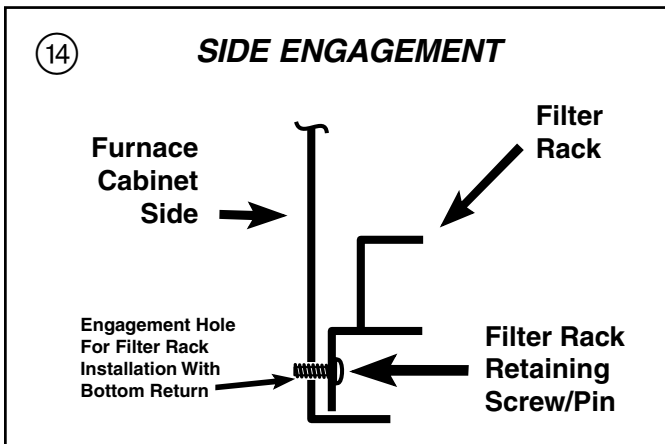 14
SIDE ENGAGEMENT
Furnace
Cabinet
Side
Filter
Rack
Engagement Hole
For Filter Rack
Installation With
Bottom Return
Filter Rack
Retaining
Screw/Pin